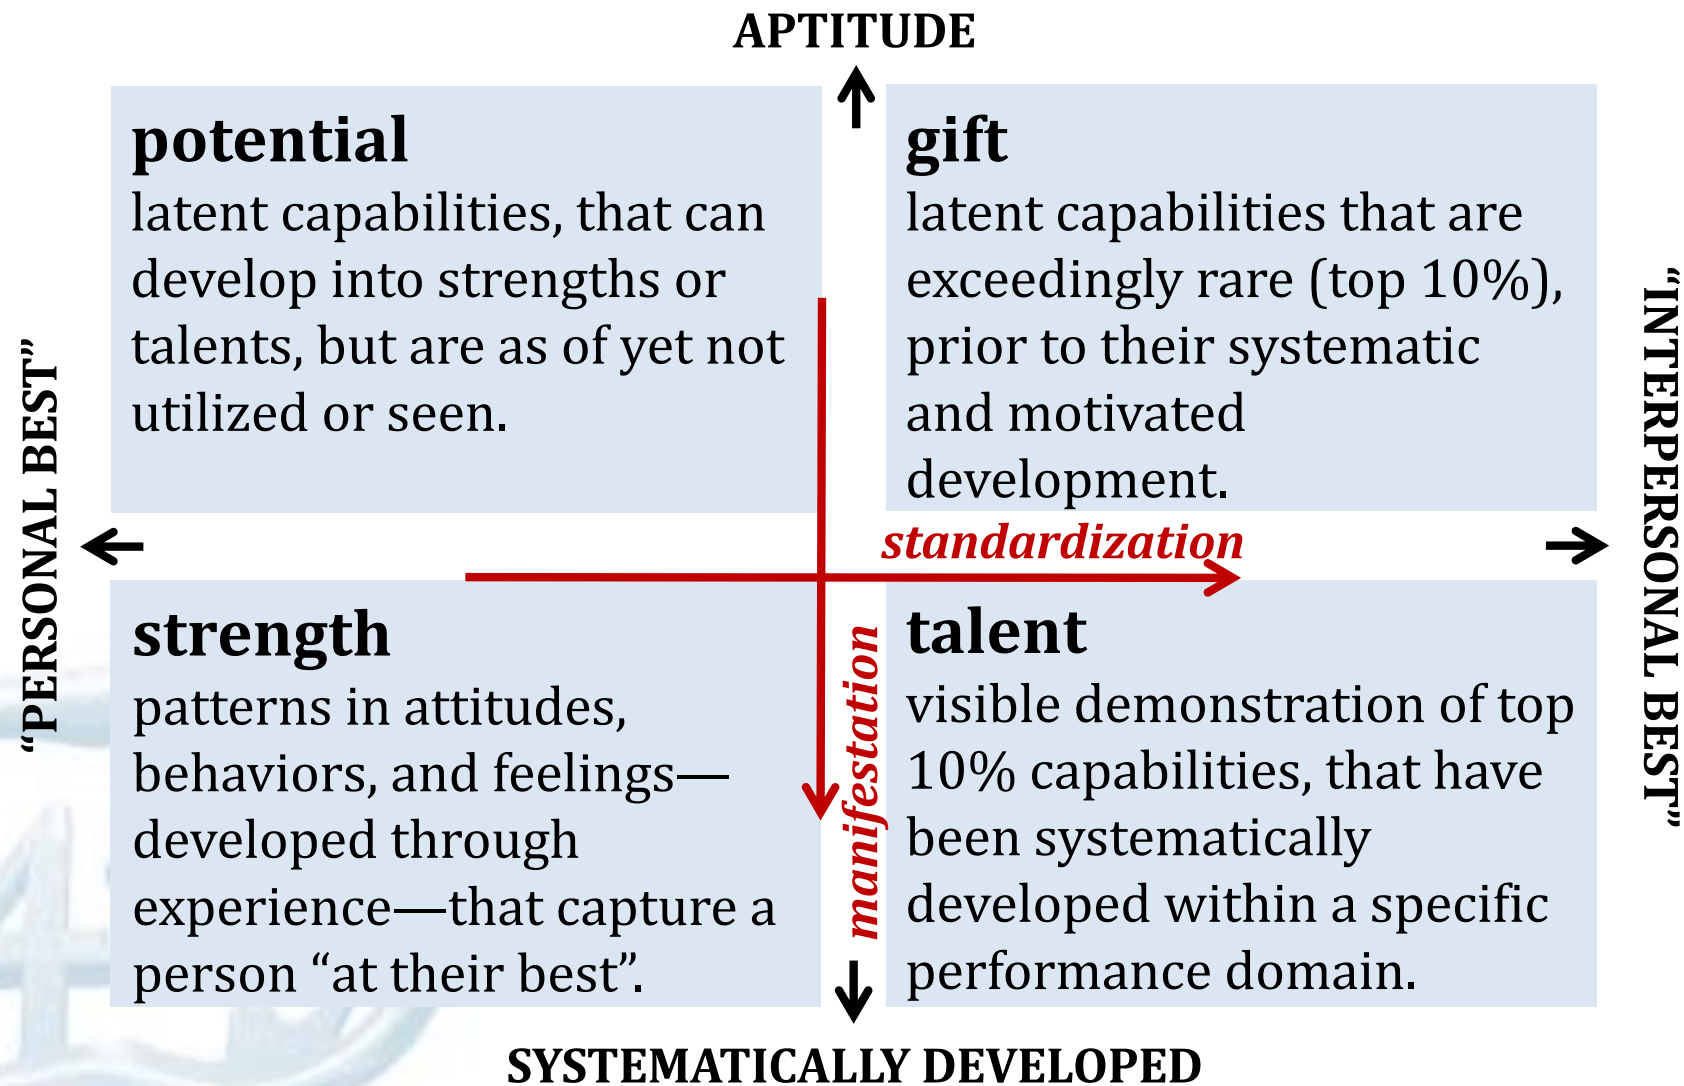 APTITUDE
potential
latent capabilities, that can
develop into strengths or
talents, but are as of yet not
utilized or seen.
gift
latent capabilities that are
exceedingly rare (top 10%),
prior to their systematic
and motivated
development.
“PERSONAL BEST”
“INTERPERSONAL BEST”
standardization
manifestation
strength
patterns in attitudes,
behaviors, and feelings—
developed through
experience—that capture a
person “at their best”.
talent
visible demonstration of top
10% capabilities, that have
been systematically
developed within a specific
performance domain.
SYSTEMATICALLY DEVELOPED